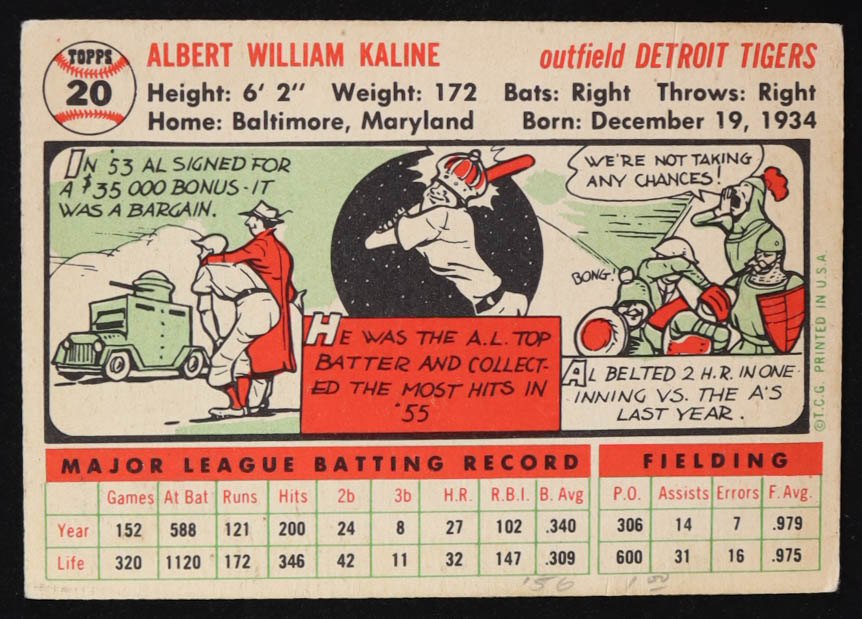 TOPPS
20
ALBERT WILLIAM KALINE outfield DETROIT TIGERS
Height: 6' 2" Weight: 172 Bats: Right Throws: Right
Home: Baltimore, Maryland Born: December 19, 1934
IN '53 AL SIGNED FOR
A $35 000 BONUS - IT
WAS A BARGAIN.
HE WAS THE A.L. TOP
BATTER AND COLLECT-
ED THE MOST HITS IN
'55
WE'RE NOT TAKING
ANY CHANCES!
BONG!
AL BELTED 2 H.R. IN ONE
INNING VS. THE A'S
LAST YEAR.
©T.C.G. PRINTED IN U.S.A.
MAJOR LEAGUE BATTING RECORD FIELDING
Games At Bat Runs Hits 2b 3b H.R. R.B.I. B. Avg P.O. Assists Errors F. Avg.
Year 152 588 121 200 24 8 27 102 .340 306 14 7 .979
Life 320 1120 172 346 42 11 32 147 .309 600 31 16 .975
'56 1.00